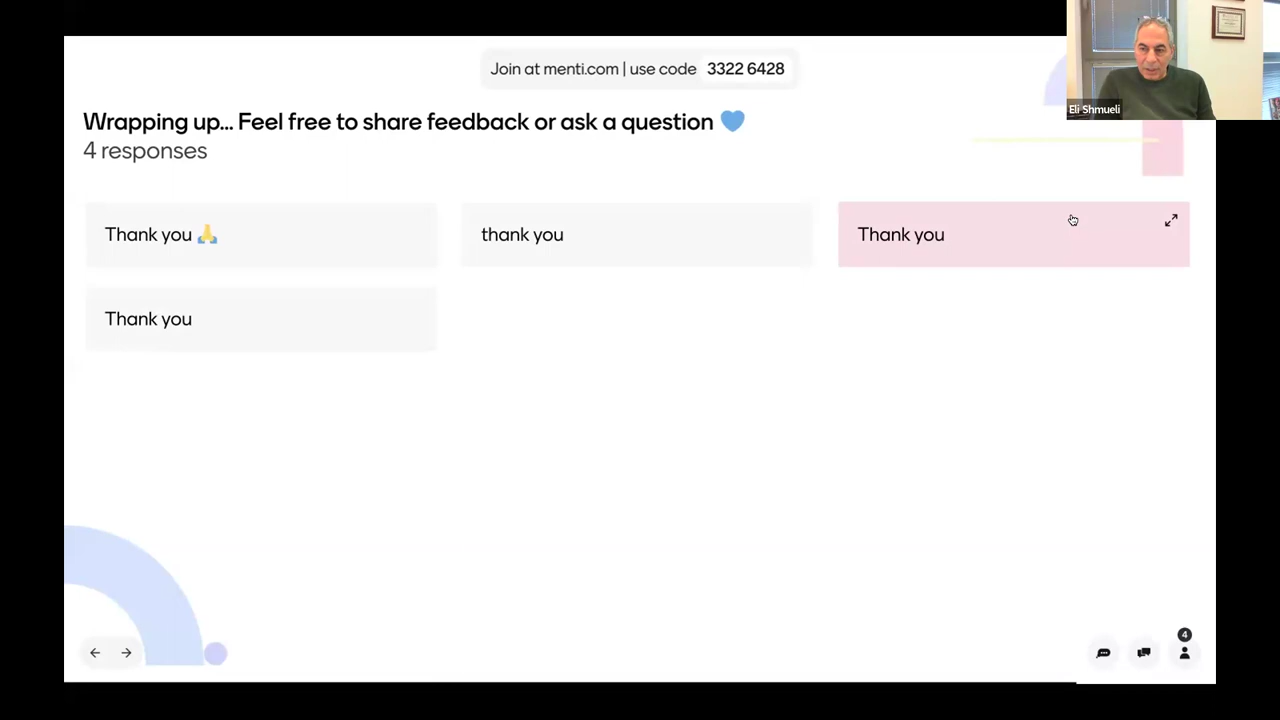 Join at menti.com | use code 3322 6428
Eli Shmueli
Wrapping up... Feel free to share feedback or ask a question 💙
4 responses
Thank you 🙏
thank you
Thank you
Thank you
4